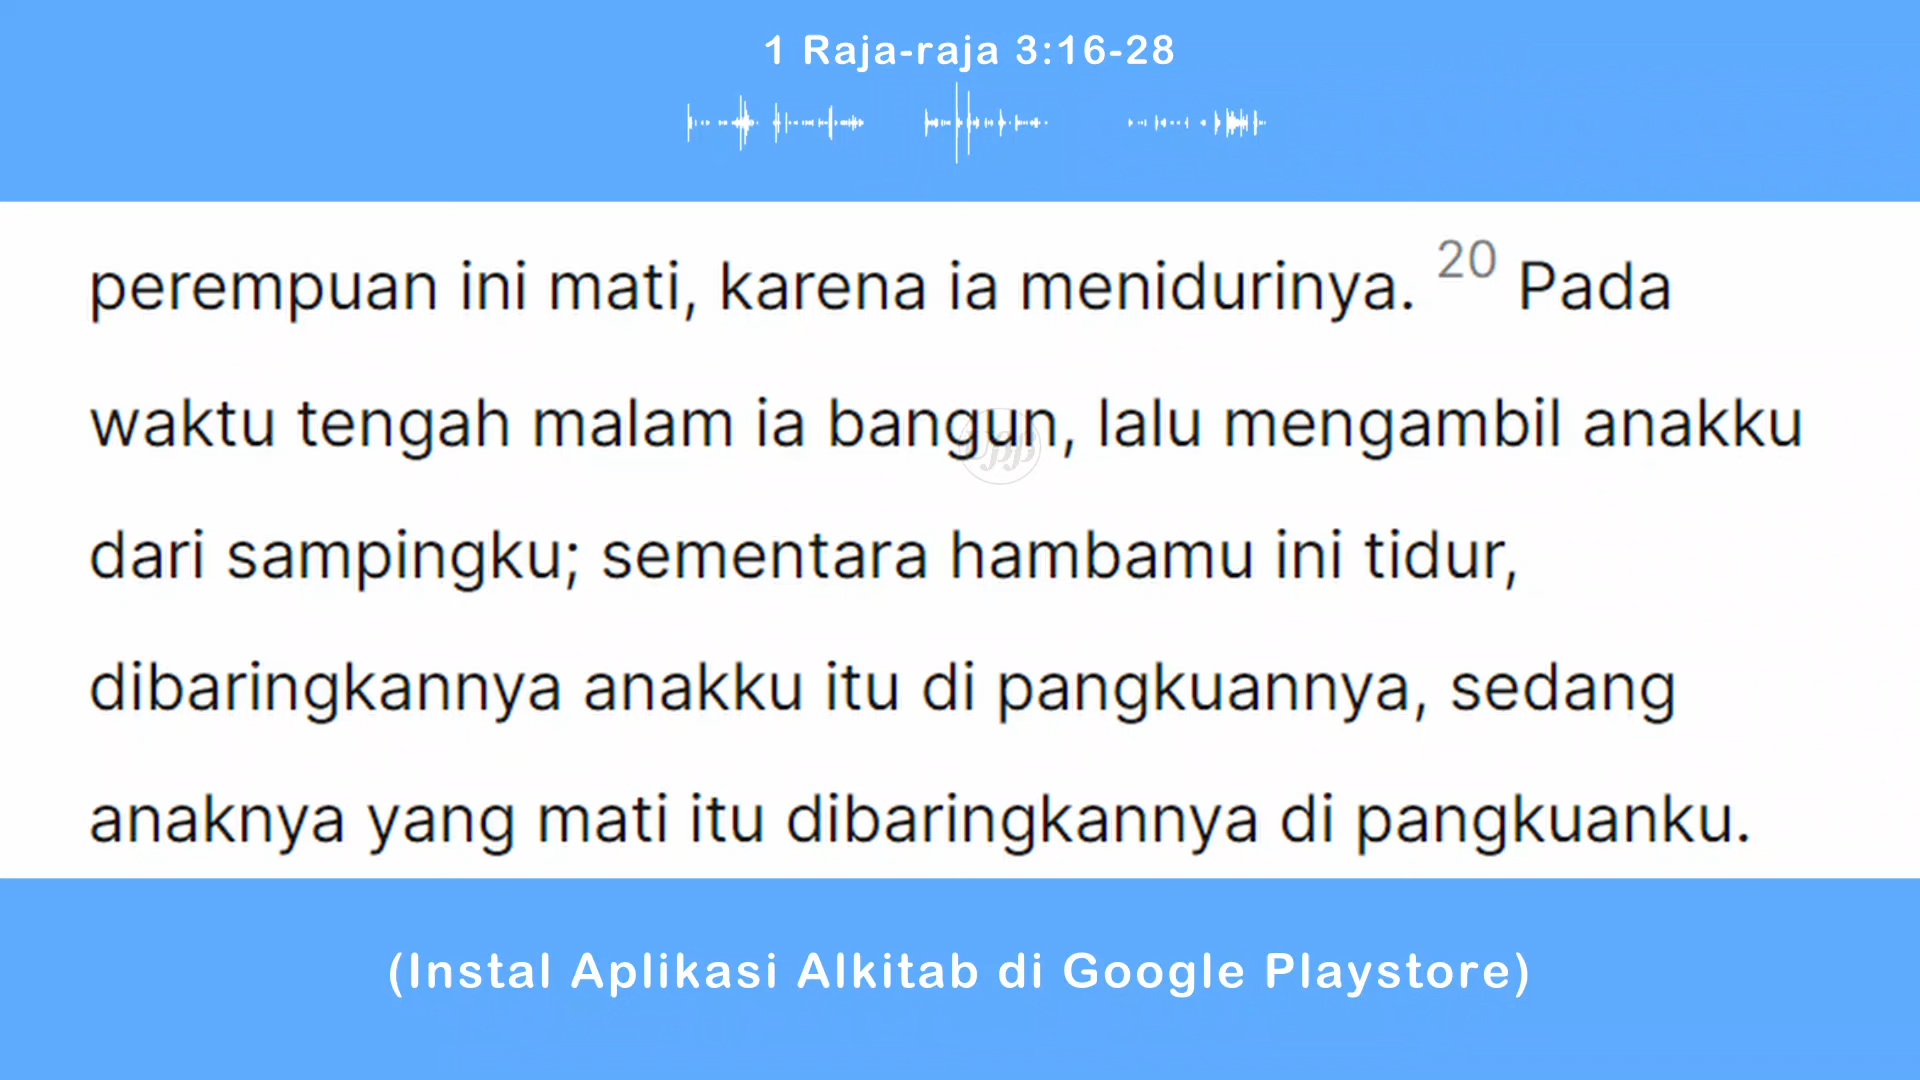 1 Raja-raja 3:16-28
perempuan ini mati, karena ia menidurinya. 20 Pada
waktu tengah malam ia bangun, lalu mengambil anakku
dari sampingku; sementara hambamu ini tidur,
dibaringkannya anakku itu di pangkuannya, sedang
anaknya yang mati itu dibaringkannya di pangkuanku.
(Instal Aplikasi Alkitab di Google Playstore)